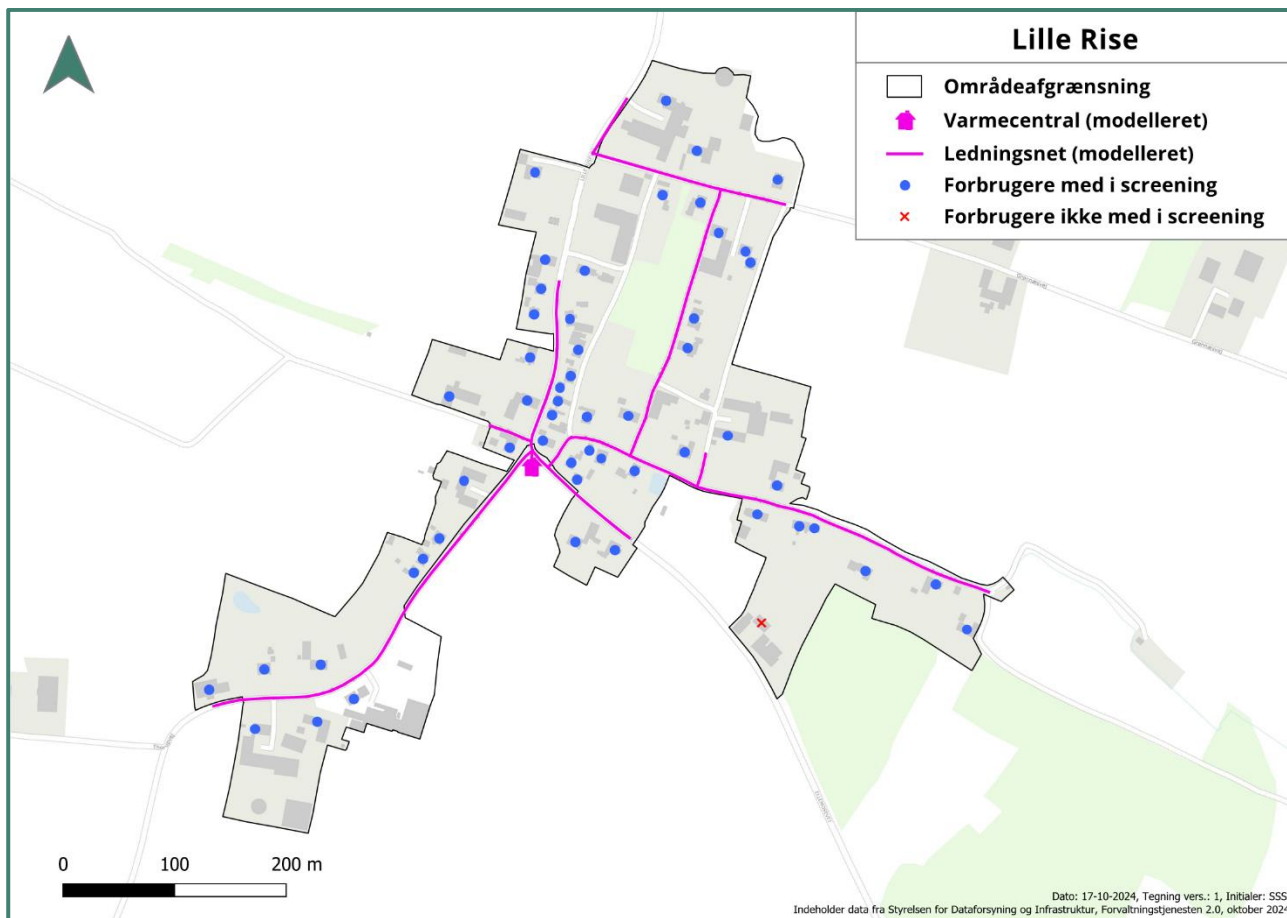 Lille Rise
Områdeafgrænsning
Varmecentral (modelleret)
Ledningsnet (modelleret)
Forbrugere med i screening
Forbrugere ikke med i screening
0 100 200 m
Dato: 17-10-2024, Tegning vers.: 1, Initialer: SSS
Indeholder data fra Styrelsen for Dataforsyning og Infrastruktur, Forvaltningstjenesten 2.0, oktober 2024